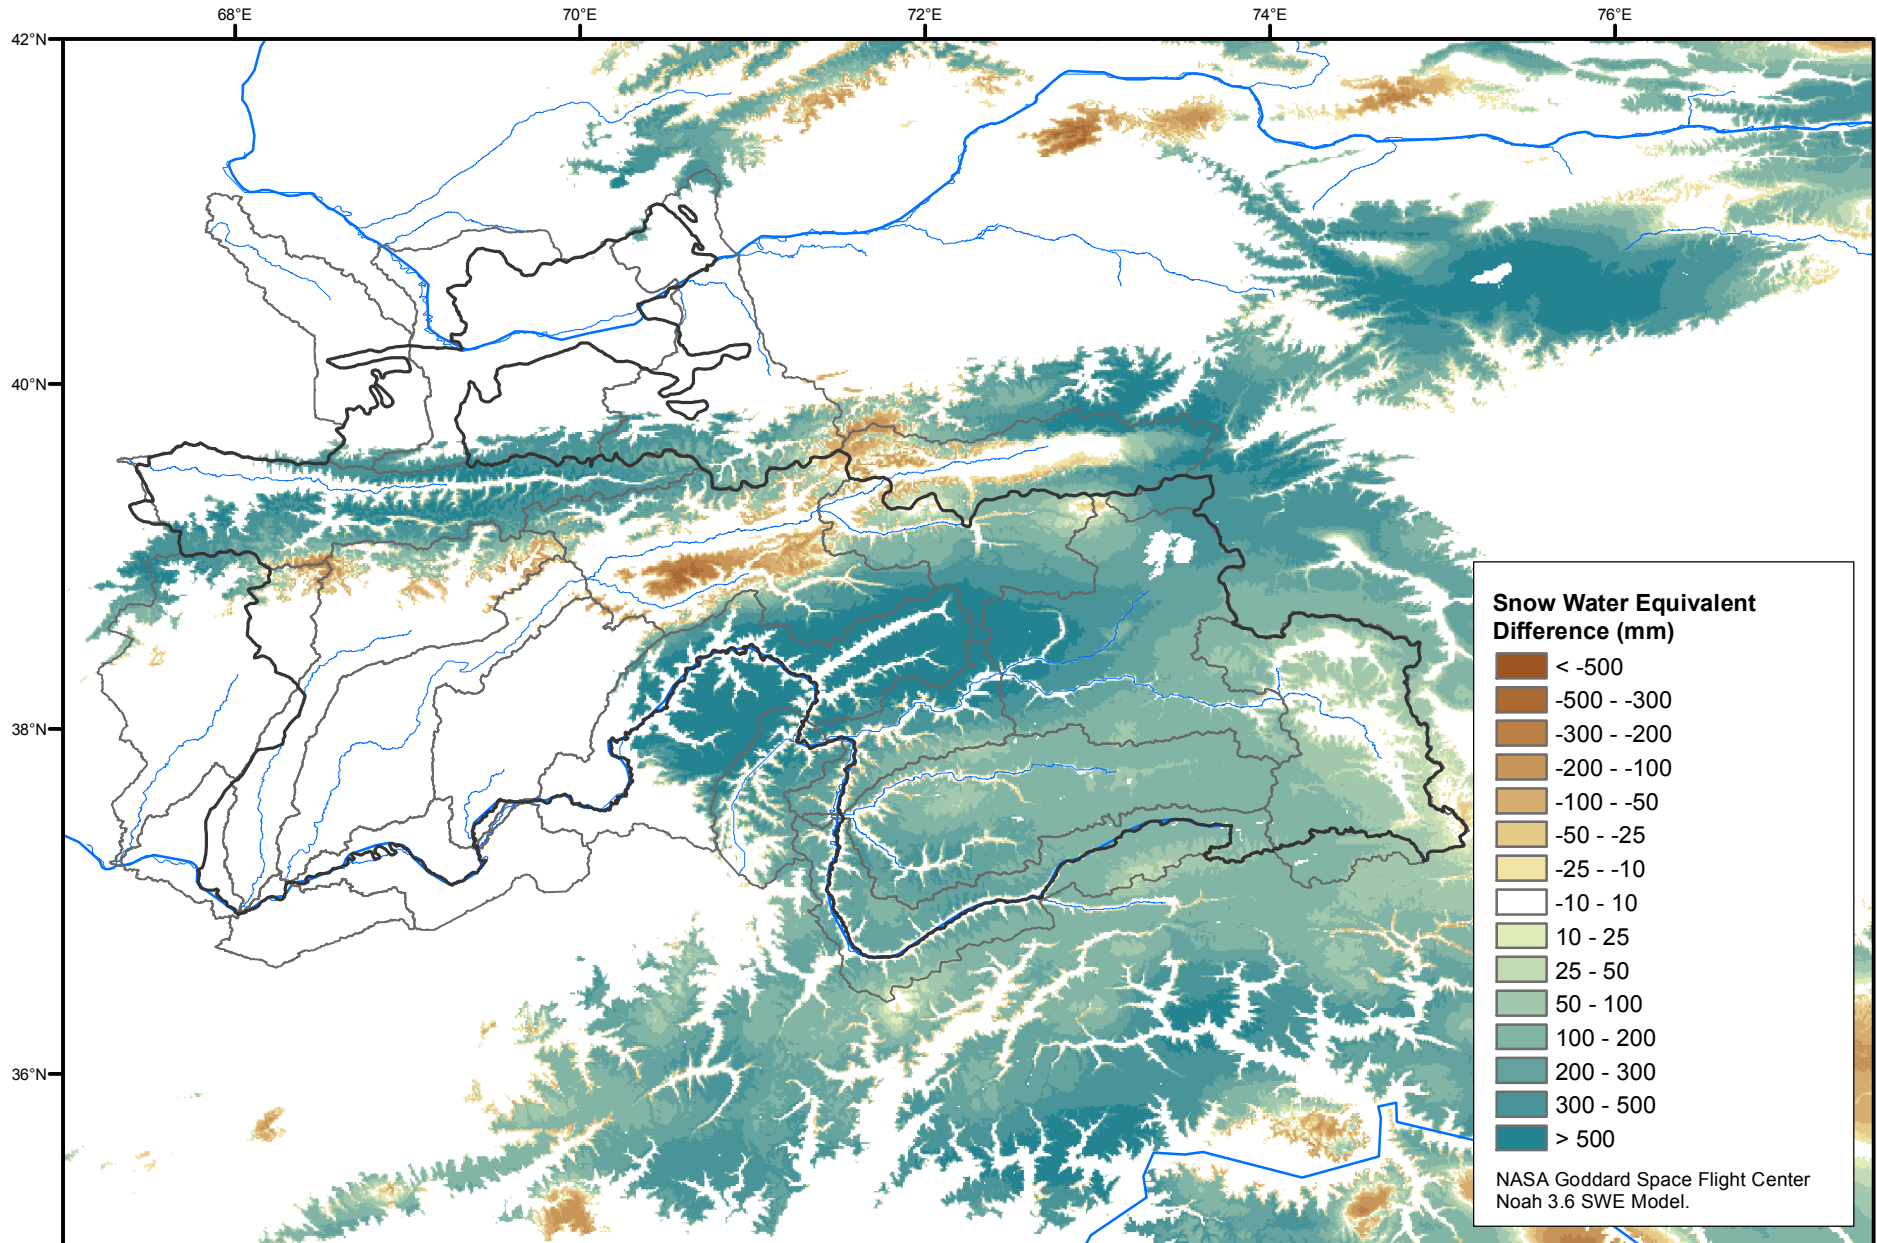 68°E
70°E
72°E
74°E
76°E
42°N
40°N
38°N
36°N
Snow Water Equivalent
Difference (mm)
< -500
-500 - -300
-300 - -200
-200 - -100
-100 - -50
-50 - -25
-25 - -10
-10 - 10
10 - 25
25 - 50
50 - 100
100 - 200
200 - 300
300 - 500
> 500
NASA Goddard Space Flight Center
Noah 3.6 SWE Model.